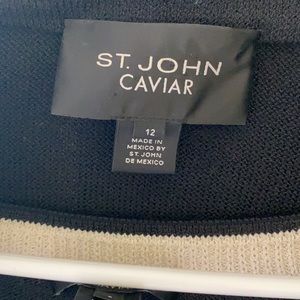 ST. JOHN
CAVIAR
12
MADE IN
MEXICO BY
ST. JOHN
DE MEXICO